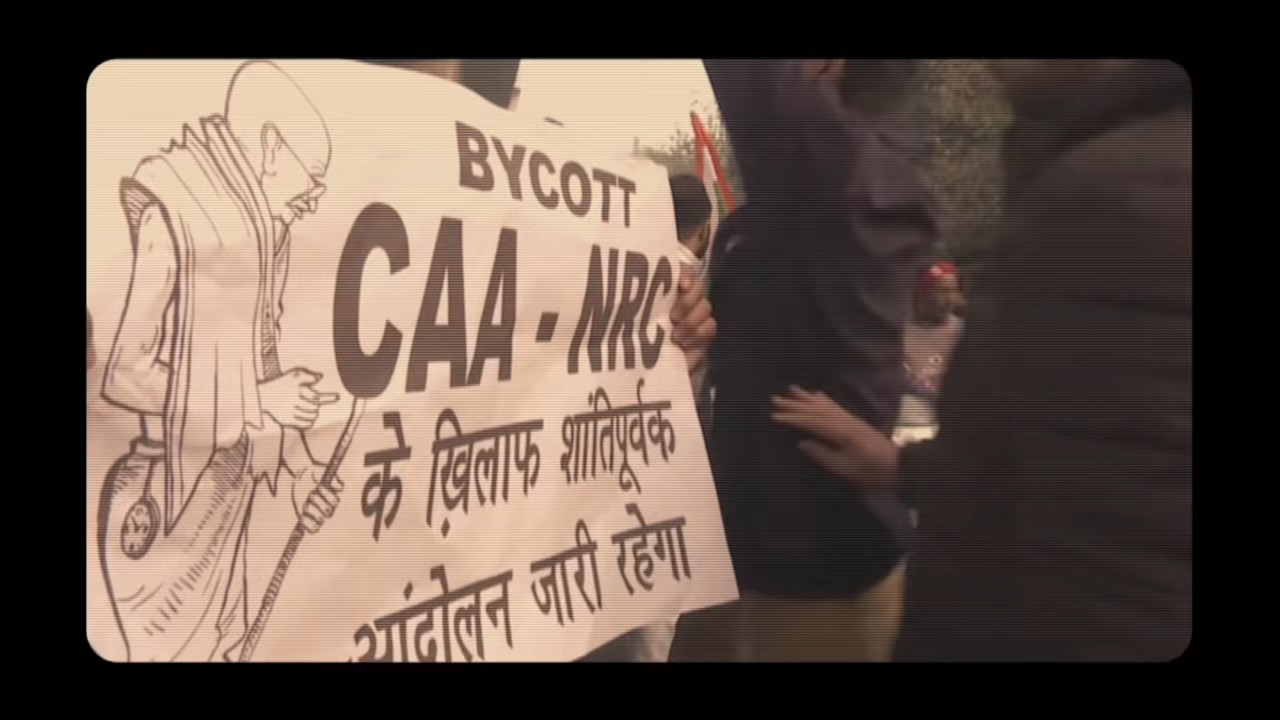 BYCOTT
CAA - NRC
के ख़िलाफ शांतिपूर्वक
आंदोलन जारी रहेगा